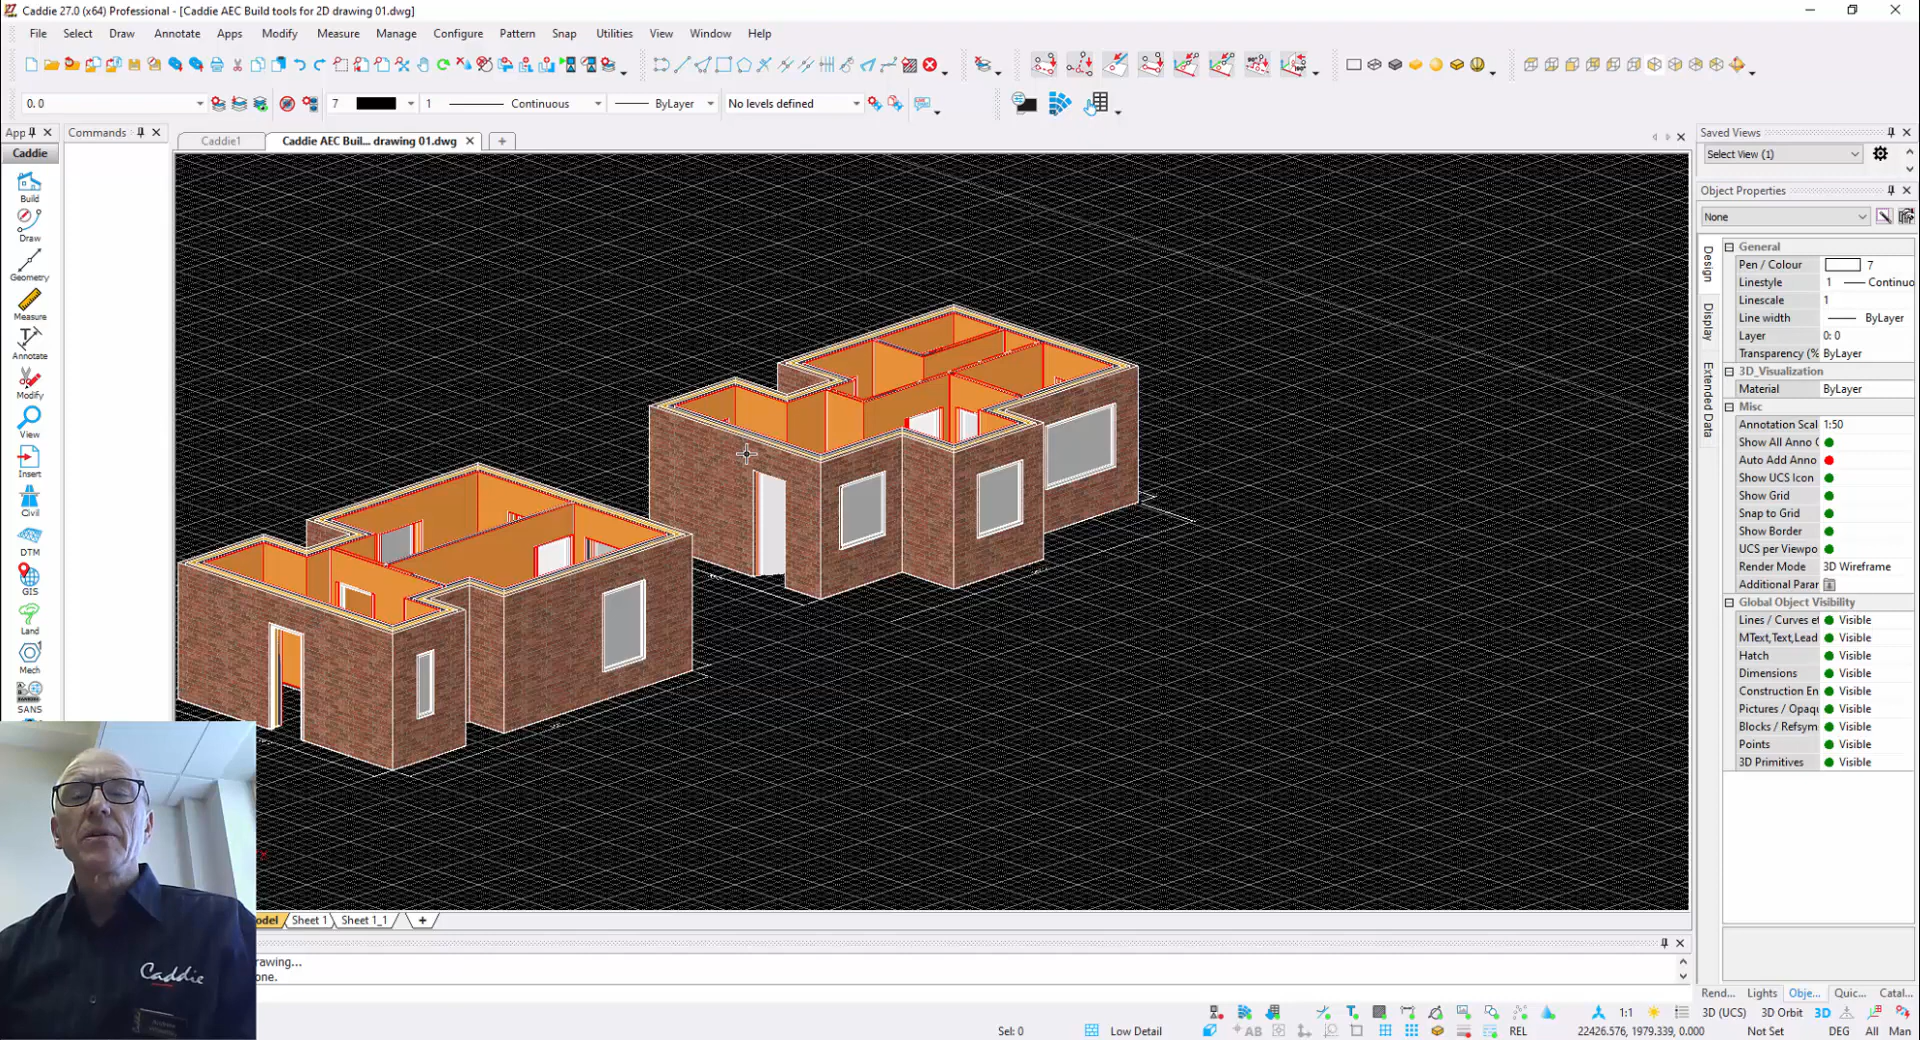 Caddie 27.0 (x64) Professional - [Caddie AEC Build tools for 2D drawing 01.dwg]
File Select Draw Annotate Apps Modify Measure Manage Configure Pattern Snap Utilities View Window Help
0. 0 7 1 Continuous ByLayer No levels defined
App Commands Caddie1 Caddie AEC Buil... drawing 01.dwg
Caddie
Build
Draw
Geometry
Measure
Annotate
Modify
View
Insert
Civil
DTM
GIS
Land
Mech
SANS
Saved Views
Select View (1)
Object Properties
None
Design
Display
Extended Data
General
Pen / Colour 7
Linestyle 1 Continuo
Linescale 1
Line width ByLayer
Layer 0: 0
Transparency (% ByLayer
3D_Visualization
Material ByLayer
Misc
Annotation Scal 1:50
Show All Anno
Auto Add Anno
Show UCS Icon
Show Grid
Snap to Grid
Show Border
UCS per Viewpo
Render Mode 3D Wireframe
Additional Parar
Global Object Visibility
Lines / Curves et Visible
MText,Text,Lead Visible
Hatch Visible
Dimensions Visible
Construction En Visible
Pictures / Opaqu Visible
Blocks / Refsym Visible
Points Visible
3D Primitives Visible
odel Sheet 1 Sheet 1_1
rawing...
one.
Caddie
Rend... Lights Obje... Quic... Catal...
1:1 3D (UCS) 3D Orbit 3D
Sel: 0 Low Detail AB REL 22426.576, 1979.339, 0.000 Not Set DEG All Man